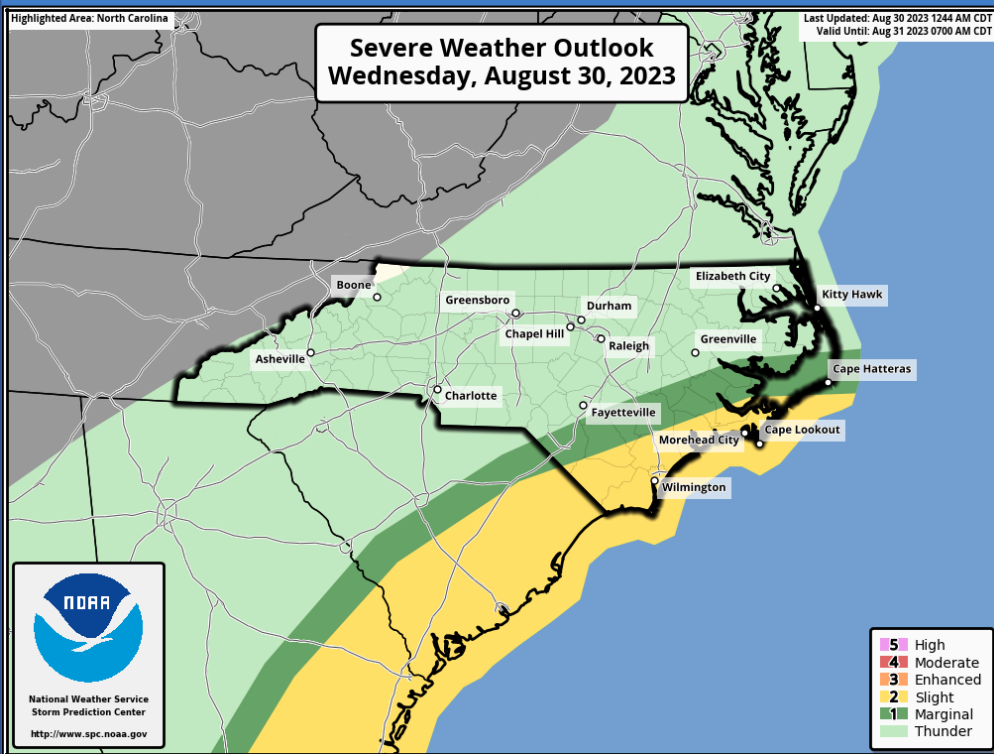 Highlighted Area: North Carolina
Severe Weather Outlook
Wednesday, August 30, 2023
Last Updated: Aug 30 2023 1244 AM CDT
Valid Until: Aug 31 2023 0700 AM CDT
Boone
Elizabeth City
Kitty Hawk
Greensboro
Durham
Chapel Hill
Raleigh
Greenville
Asheville
Cape Hatteras
Charlotte
Fayetteville
Morehead City
Cape Lookout
Wilmington
NOAA
National Weather Service
Storm Prediction Center
http://www.spc.noaa.gov
5 High
4 Moderate
3 Enhanced
2 Slight
1 Marginal
Thunder